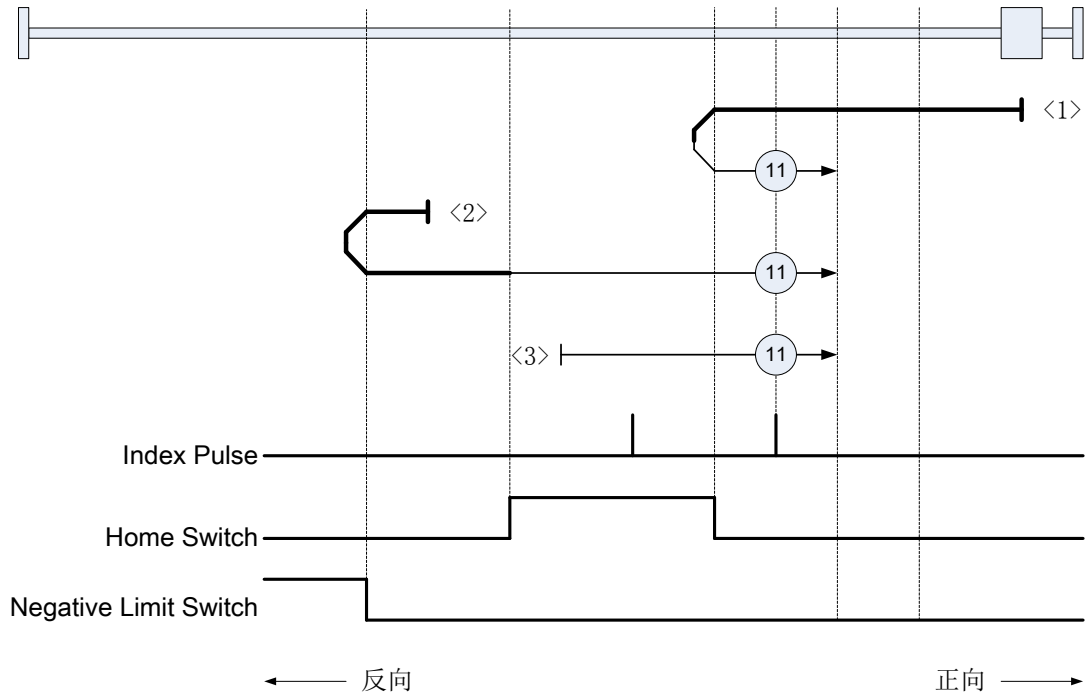 <1>
11
<2>
11
<3>
11
Index Pulse
Home Switch
Negative Limit Switch
反向
正向